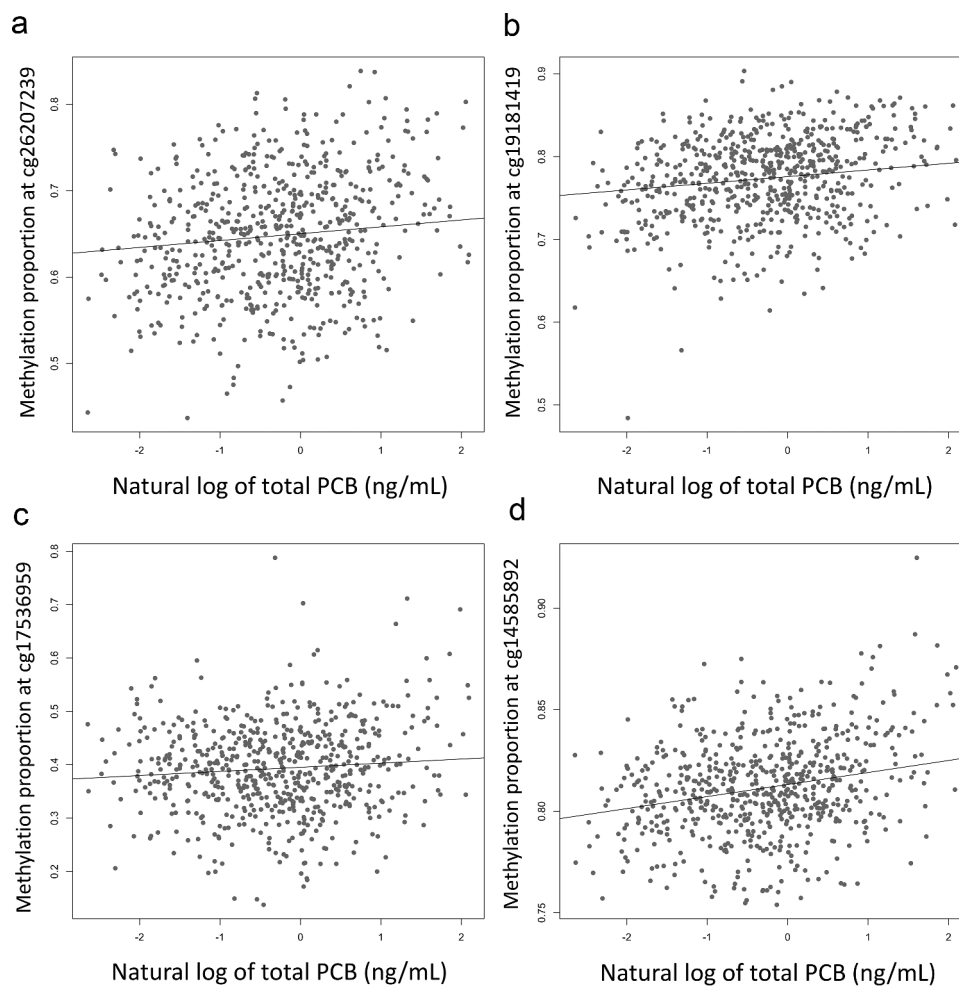 a
Methylation proportion at cg26207239
0.8
0.7
0.6
0.5
-2 -1 0 1 2
Natural log of total PCB (ng/mL)
b
Methylation proportion at cg19181419
0.9
0.8
0.7
0.6
0.5
-2 -1 0 1 2
Natural log of total PCB (ng/mL)
c
Methylation proportion at cg17536959
0.8
0.7
0.6
0.5
0.4
0.3
0.2
-2 -1 0 1 2
Natural log of total PCB (ng/mL)
d
Methylation proportion at cg14585892
0.90
0.85
0.80
0.75
-2 -1 0 1 2
Natural log of total PCB (ng/mL)